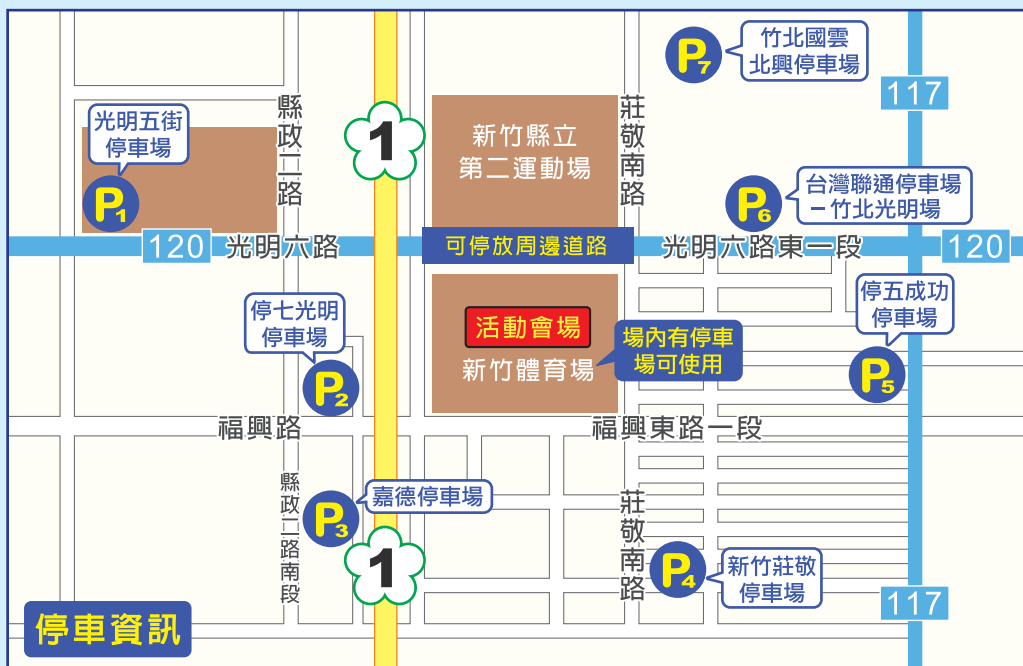 竹北國雲
北興停車場
P7
117
光明五街
停車場
P1
縣政二路
1
新竹縣立
第二運動場
莊敬南路
P6
台灣聯通停車場
－竹北光明場
120
光明六路
可停放周邊道路
光明六路東一段
120
停七光明
停車場
P2
活動會場
新竹體育場
場內有停車
場可使用
停五成功
停車場
P5
福興路
福興東路一段
縣政二路南段
P3
嘉德停車場
1
莊敬南路
P4
新竹莊敬
停車場
117
停車資訊